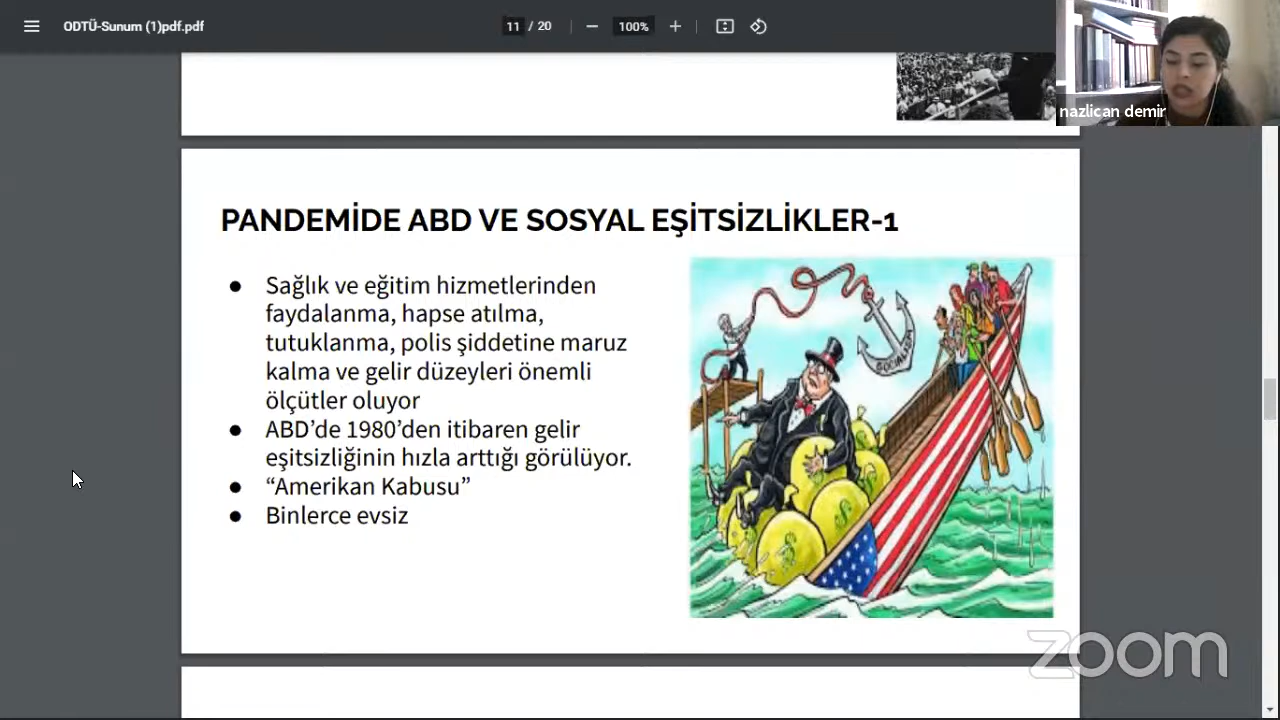 ODTÜ-Sunum (1)pdf.pdf
11 / 20
100%
nazlican demir
PANDEMİDE ABD VE SOSYAL EŞİTSİZLİKLER-1
● Sağlık ve eğitim hizmetlerinden
faydalanma, hapse atılma,
tutuklanma, polis şiddetine maruz
kalma ve gelir düzeyleri önemli
ölçütler oluyor
● ABD’de 1980’den itibaren gelir
eşitsizliğinin hızla arttığı görülüyor.
● “Amerikan Kabusu”
● Binlerce evsiz
SOCIALISM
$
$
$
$
zoom